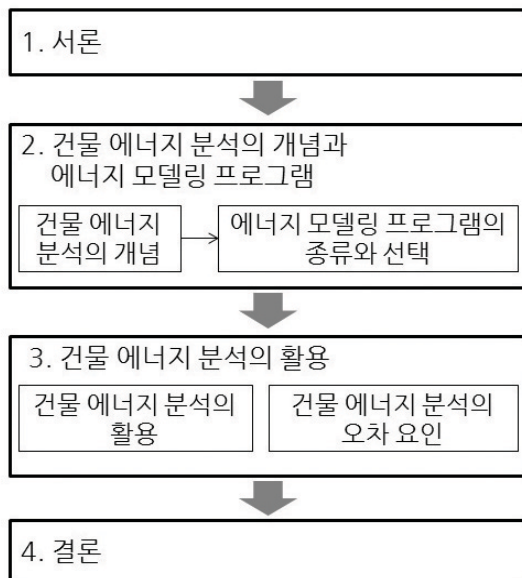 1. 서론
2. 건물 에너지 분석의 개념과
에너지 모델링 프로그램
건물 에너지
분석의 개념
에너지 모델링 프로그램의
종류와 선택
3. 건물 에너지 분석의 활용
건물 에너지 분석의
활용
건물 에너지 분석의
오차 요인
4. 결론